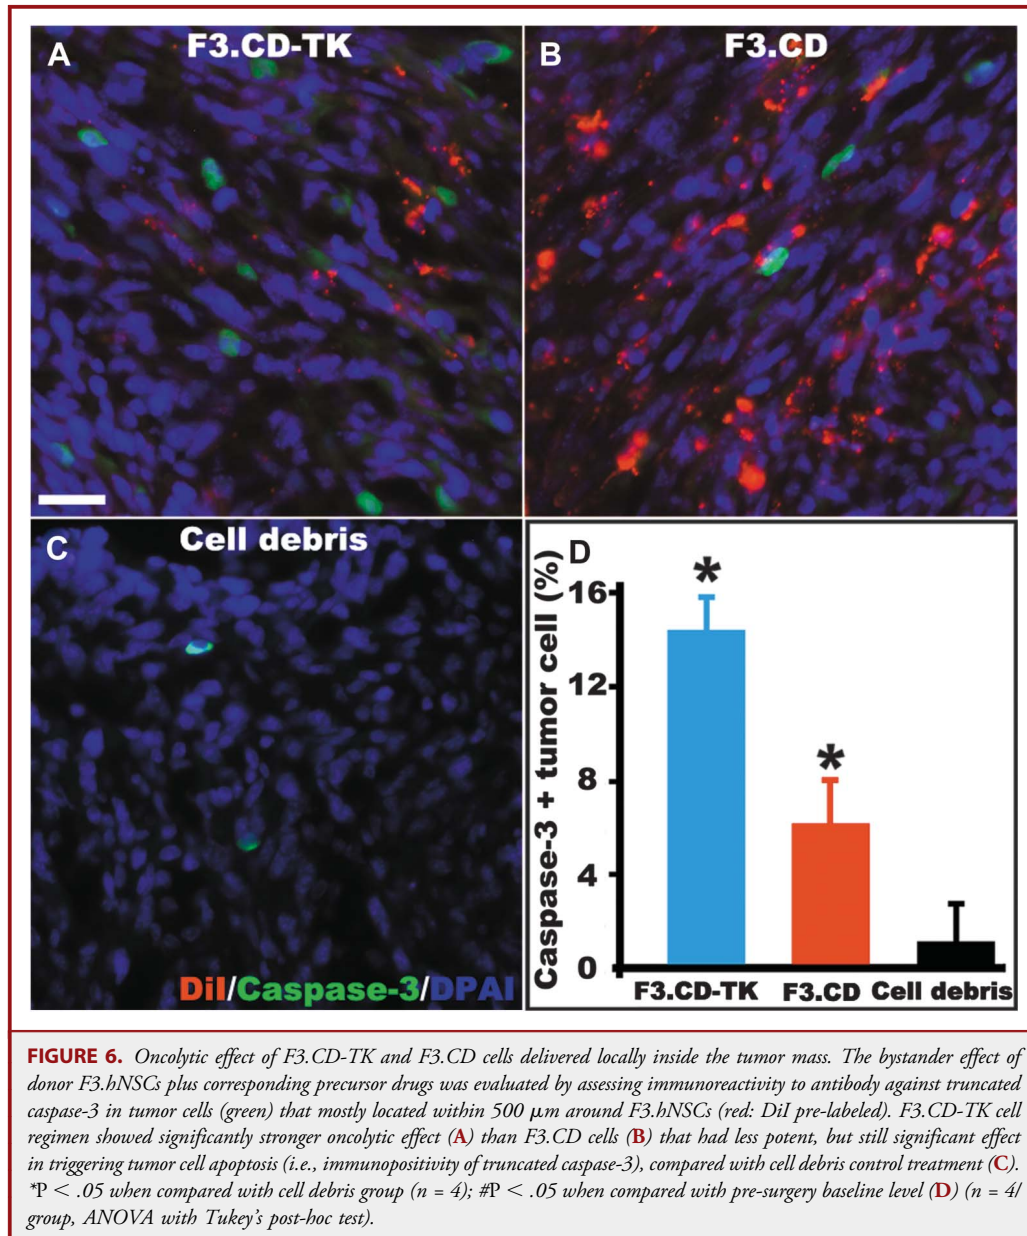 A
F3.CD-TK
B
F3.CD
C
Cell debris
DiI/Caspase-3/DPAI
D
Caspase-3 + tumor cell (%)
16
12
8
4
0
*
*
F3.CD-TK F3.CD Cell debris
FIGURE 6. Oncolytic effect of F3.CD-TK and F3.CD cells delivered locally inside the tumor mass. The bystander effect of
donor F3.hNSCs plus corresponding precursor drugs was evaluated by assessing immunoreactivity to antibody against truncated
caspase-3 in tumor cells (green) that mostly located within 500 μm around F3.hNSCs (red: DiI pre-labeled). F3.CD-TK cell
regimen showed significantly stronger oncolytic effect (A) than F3.CD cells (B) that had less potent, but still significant effect
in triggering tumor cell apoptosis (i.e., immunopositivity of truncated caspase-3), compared with cell debris control treatment (C).
*P < .05 when compared with cell debris group (n = 4); #P < .05 when compared with pre-surgery baseline level (D) (n = 4/
group, ANOVA with Tukey's post-hoc test).